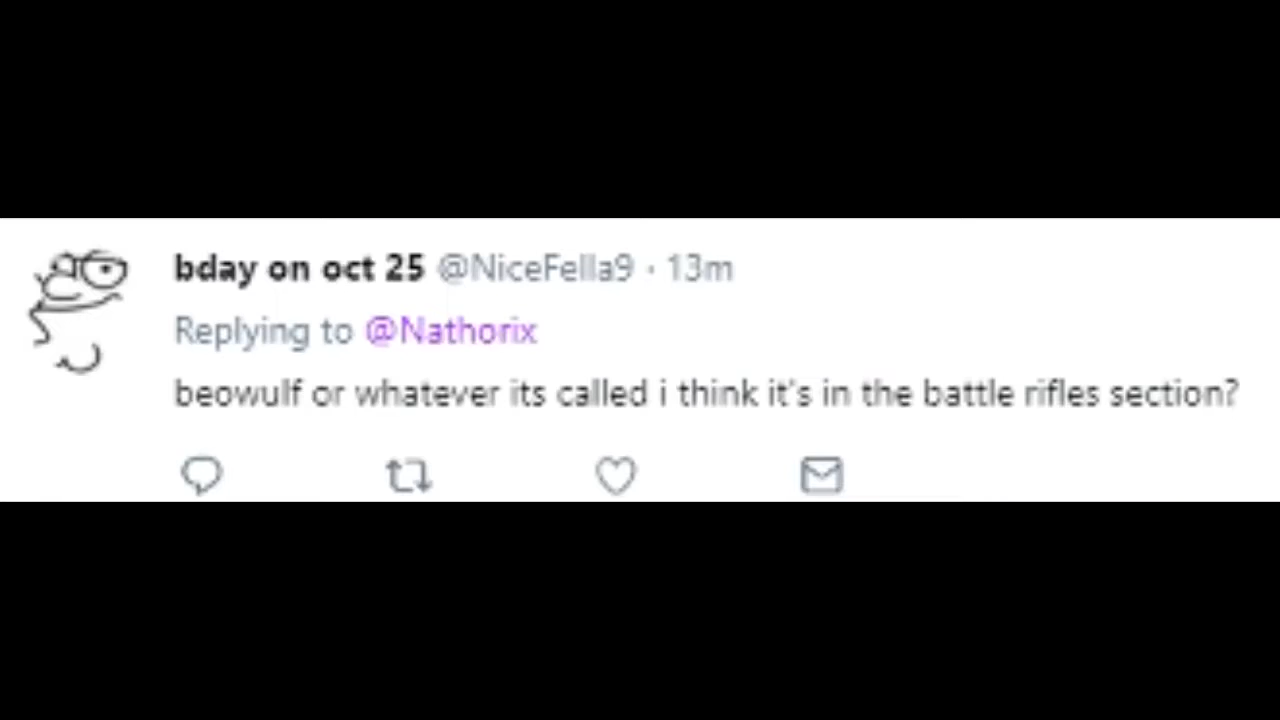 bday on oct 25 @NiceFella9 · 13m
Replying to @Nathorix
beowulf or whatever its called i think it's in the battle rifles section?